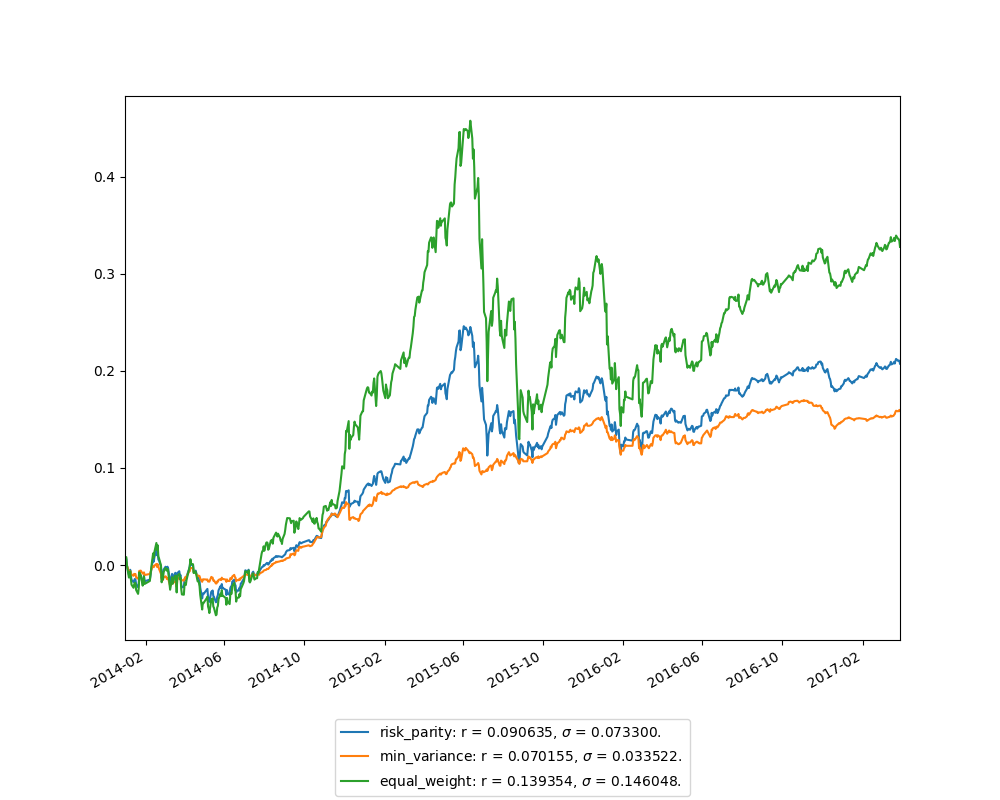 0.4
0.3
0.2
0.1
0.0
2014-02 2014-06 2014-10 2015-02 2015-06 2015-10 2016-02 2016-06 2016-10 2017-02
risk_parity: r = 0.090635, σ = 0.073300.
min_variance: r = 0.070155, σ = 0.033522.
equal_weight: r = 0.139354, σ = 0.146048.